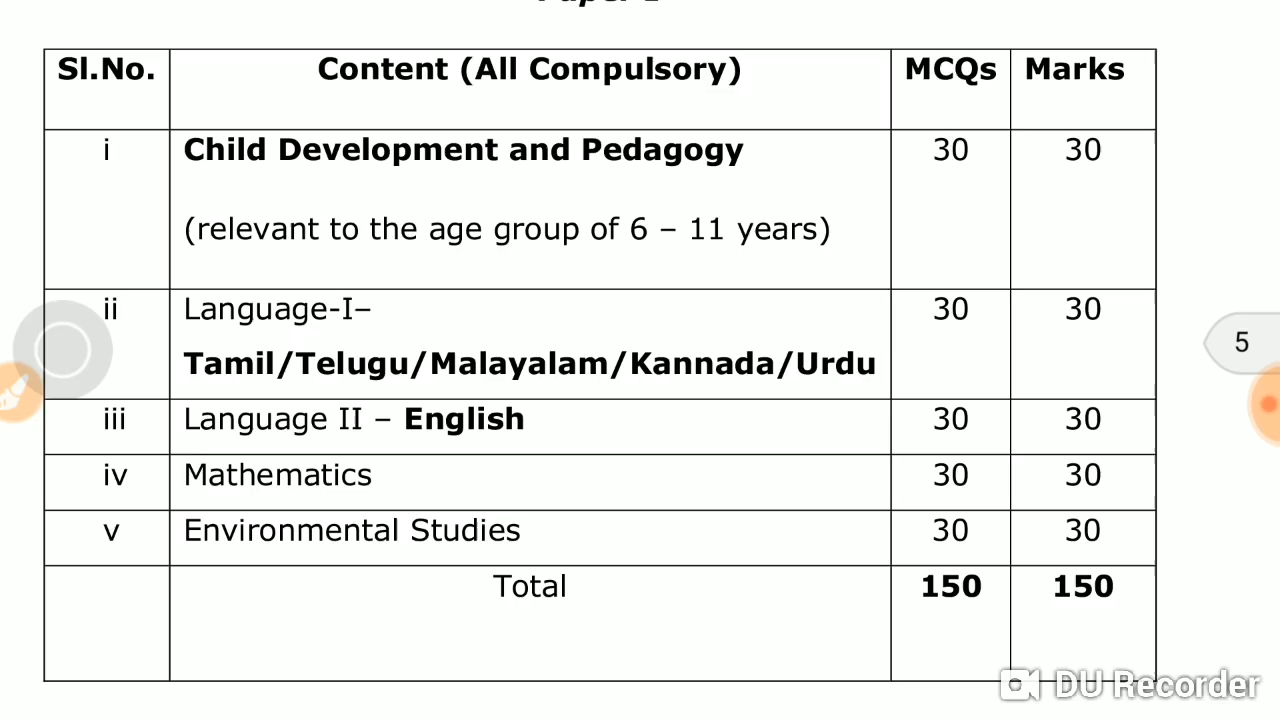 Sl.No. Content (All Compulsory) MCQs Marks
i Child Development and Pedagogy 30 30
(relevant to the age group of 6 – 11 years)
ii Language-I– 30 30
Tamil/Telugu/Malayalam/Kannada/Urdu
5
iii Language II – English 30 30
iv Mathematics 30 30
v Environmental Studies 30 30
Total 150 150
DU Recorder